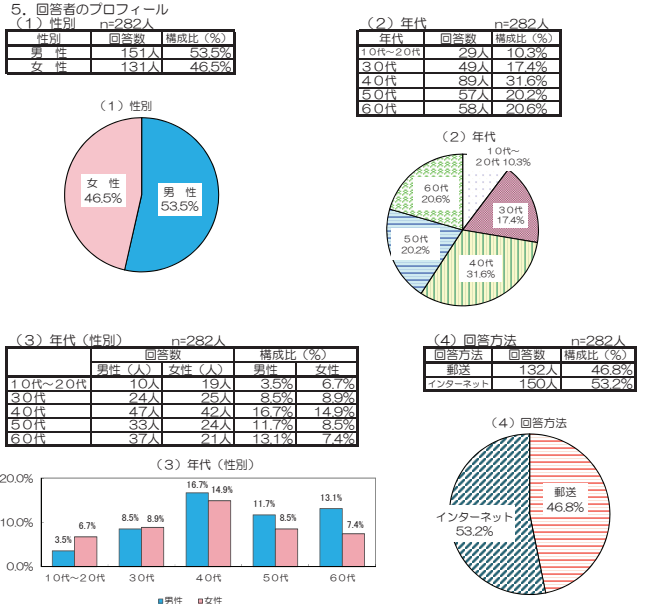 ５．回答者のプロフィール
（１）性別　n=282人
性別　回答数　構成比（％）
男　性　151人　53.5%
女　性　131人　46.5%
（１）性別
女　性
46.5%
男　性
53.5%
（２）年代　n=282人
年代　回答数　構成比（％）
１０代～２０代　29人　10.3%
３０代　49人　17.4%
４０代　89人　31.6%
５０代　57人　20.2%
６０代　58人　20.6%
（２）年代
１０代～
２０代 10.3%
６０代
20.6%
３０代
17.4%
５０代
20.2%
４０代
31.6%
（３）年代（性別）　n=282人
回答数　構成比（％）
男性（人）　女性（人）　男性　女性
１０代～２０代　10人　19人　3.5%　6.7%
３０代　24人　25人　8.5%　8.9%
４０代　47人　42人　16.7%　14.9%
５０代　33人　24人　11.7%　8.5%
６０代　37人　21人　13.1%　7.4%
（３）年代（性別）
20.0%
10.0%
0.0%
3.5%　6.7%　8.5%　8.9%　16.7%　14.9%　11.7%　8.5%　13.1%　7.4%
１０代～２０代　３０代　４０代　５０代　６０代
男性　女性
（４）回答方法　n=282人
回答方法　回答数　構成比（％）
郵送　132人　46.8%
インターネット　150人　53.2%
（４）回答方法
郵送
46.8%
インターネット
53.2%